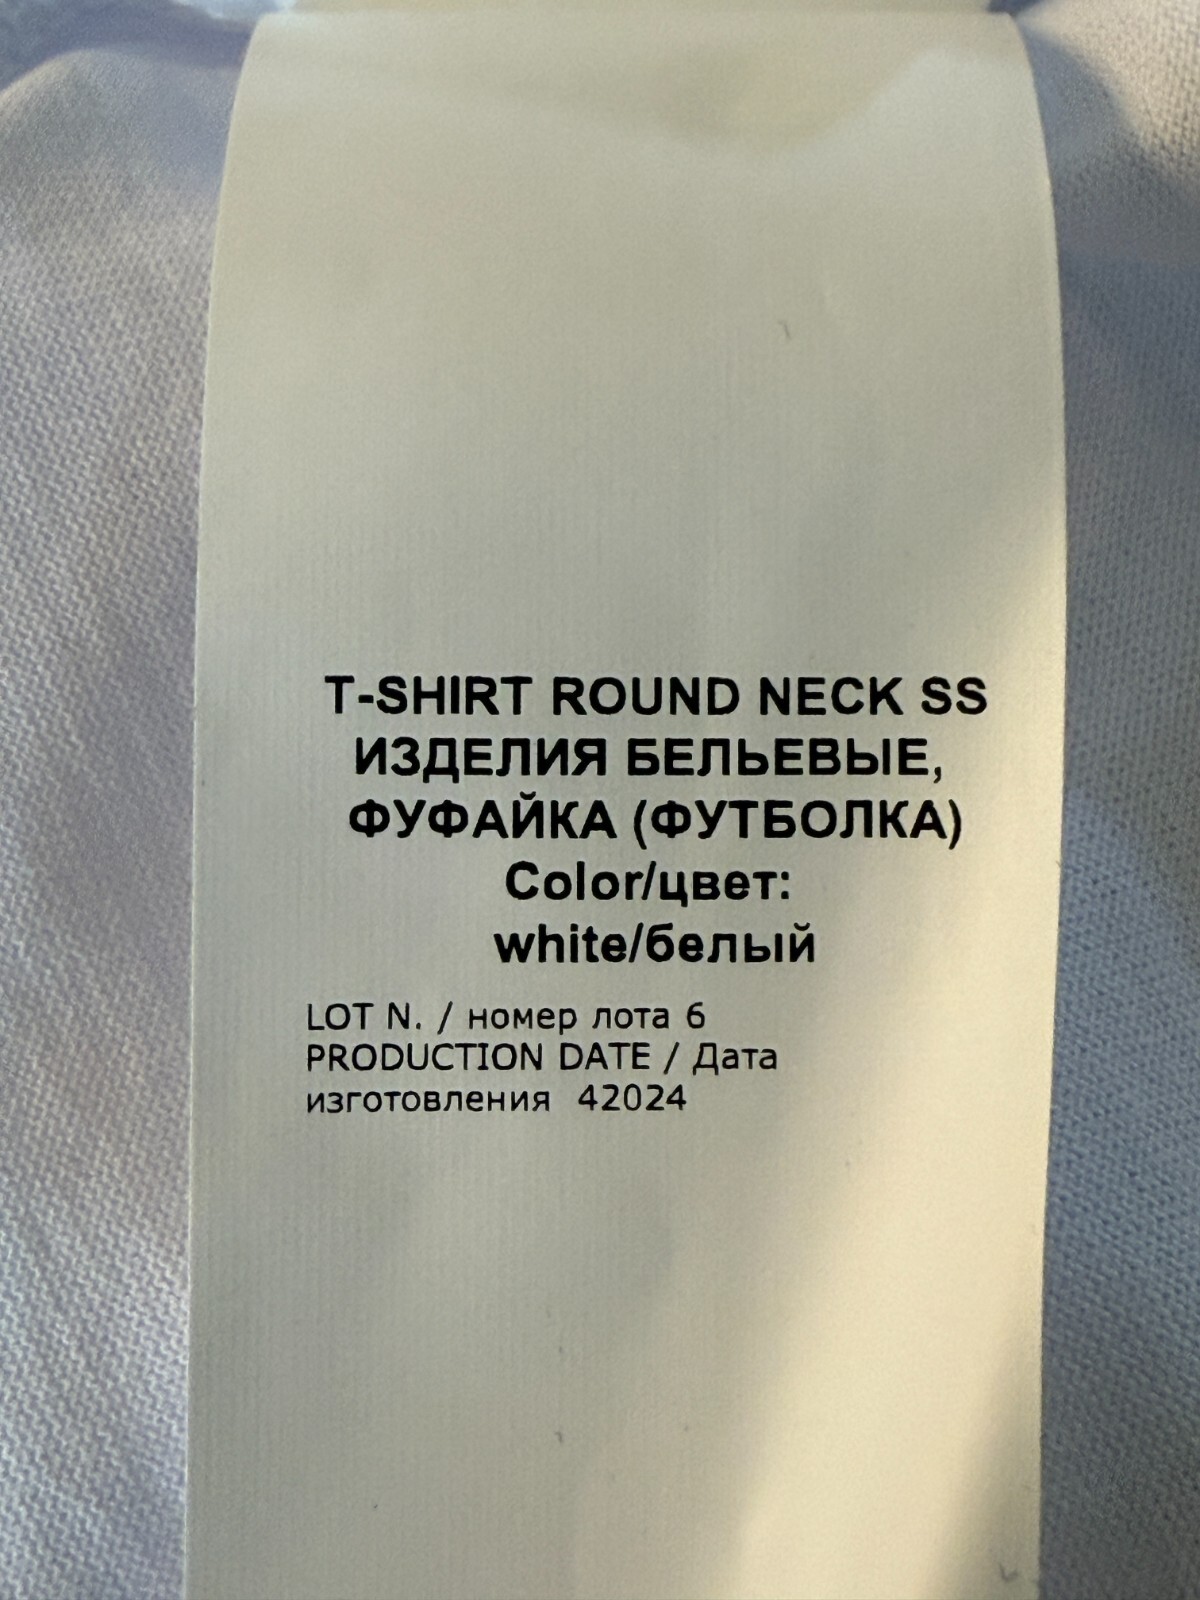 T-SHIRT ROUND NECK SS
ИЗДЕЛИЯ БЕЛЬЕВЫЕ,
ФУФАЙКА (ФУТБОЛКА)
Color/цвет:
white/белый
LOT N. / номер лота 6
PRODUCTION DATE / Дата
изготовления 42024